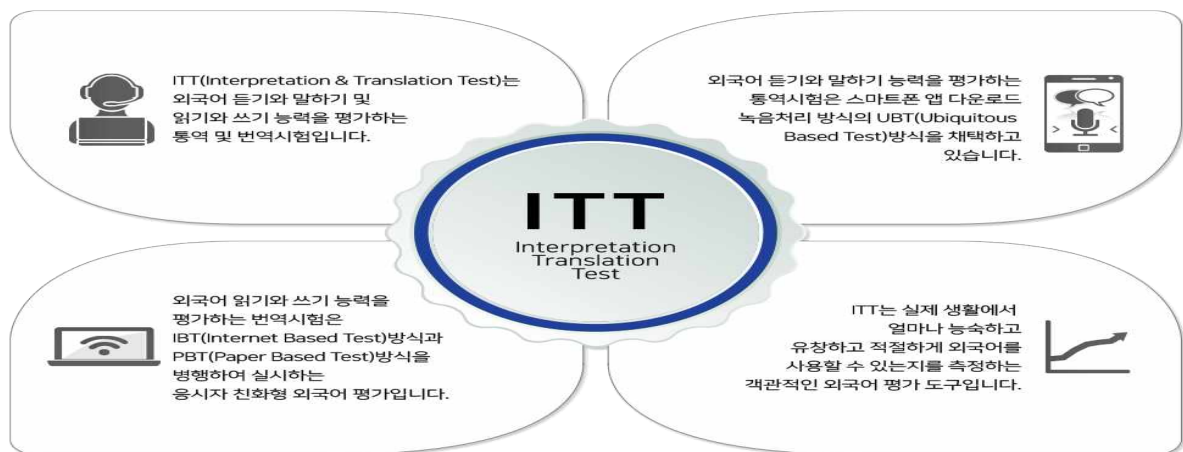 ITT(Interpretation & Translation Test)는
외국어 듣기와 말하기 및
읽기와 쓰기 능력을 평가하는
통역 및 번역시험입니다.
외국어 듣기와 말하기 능력을 평가하는
통역시험은 스마트폰 앱 다운로드
녹음처리 방식의 UBT(Ubiquitous
Based Test)방식을 채택하고
있습니다.
ITT
Interpretation
Translation
Test
외국어 읽기와 쓰기 능력을
평가하는 번역시험은
IBT(Internet Based Test)방식과
PBT(Paper Based Test)방식을
병행하여 실시하는
응시자 친화형 외국어 평가입니다.
ITT는 실제 생활에서
얼마나 능숙하고
유창하고 적절하게 외국어를
사용할 수 있는지를 측정하는
객관적인 외국어 평가 도구입니다.